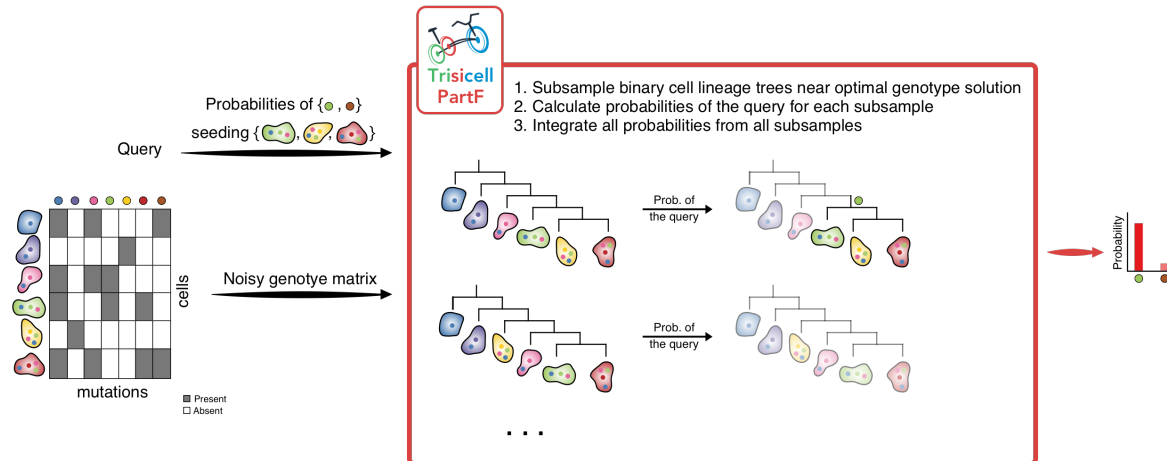 Trisicell
PartF
1. Subsample binary cell lineage trees near optimal genotype solution
2. Calculate probabilities of the query for each subsample
3. Integrate all probabilities from all subsamples
Probabilities of { , }
seeding { , , }
Query
Noisy genotye matrix
cells
mutations
Present
Absent
Prob. of
the query
Prob. of
the query
. . .
Probability